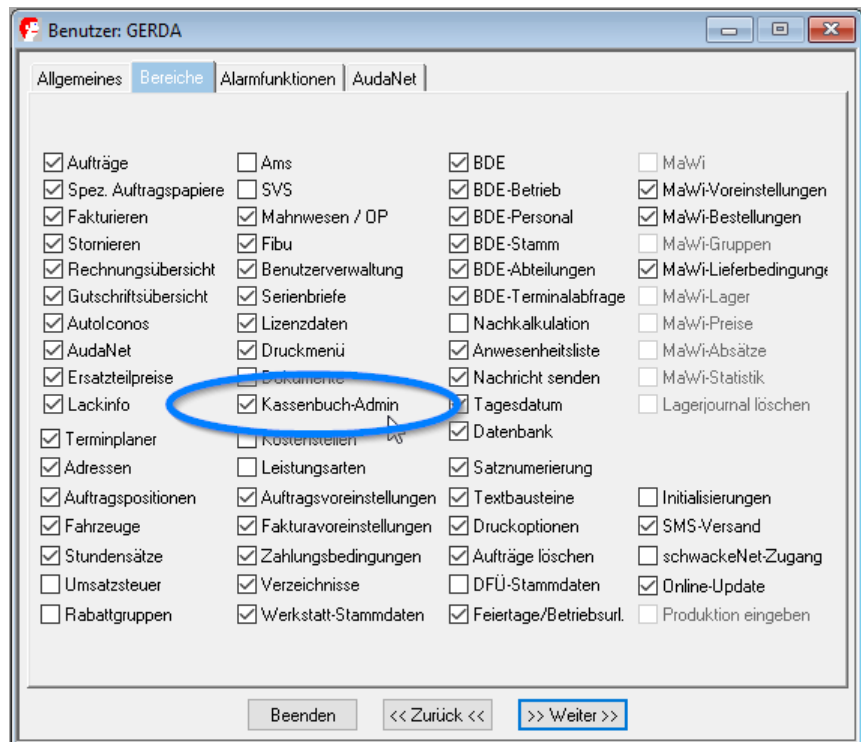 Benutzer: GERDA
Allgemeines Bereiche Alarmfunktionen AudaNet
Aufträge Ams BDE MaWi
Spez. Auftragspapiere SVS BDE-Betrieb MaWi-Voreinstellungen
Fakturieren Mahnwesen / OP BDE-Personal MaWi-Bestellungen
Stornieren Fibu BDE-Stamm MaWi-Gruppen
Rechnungsübersicht Benutzerverwaltung BDE-Abteilungen MaWi-Lieferbedingunge
Gutschriftsübersicht Serienbriefe BDE-Terminalabfrage MaWi-Lager
AutoIconos Lizenzdaten Nachkalkulation MaWi-Preise
AudaNet Druckmenü Anwesenheitsliste MaWi-Absätze
Ersatzteilpreise Dokumente Nachricht senden MaWi-Statistik
Lackinfo Kassenbuch-Admin Tagesdatum Lagerjournal löschen
Terminplaner Kostenstellen Datenbank
Adressen Leistungsarten Satznumerierung
Auftragspositionen Auftragsvoreinstellungen Textbausteine Initialisierungen
Fahrzeuge Fakturavoreinstellungen Druckoptionen SMS-Versand
Stundensätze Zahlungsbedingungen Aufträge löschen schwackeNet-Zugang
Umsatzsteuer Verzeichnisse DFÜ-Stammdaten Online-Update
Rabattgruppen Werkstatt-Stammdaten Feiertage/Betriebsurl. Produktion eingeben
Beenden << Zurück << >> Weiter >>